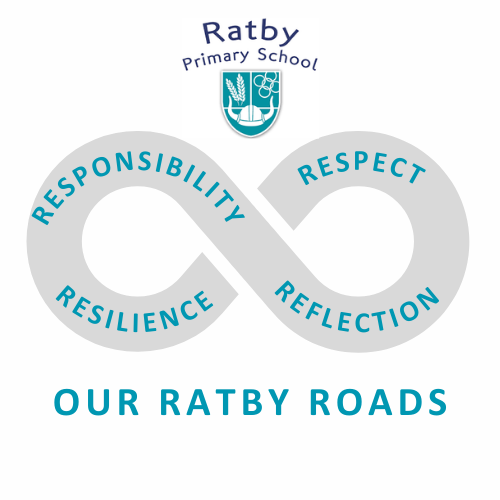 Ratby
Primary School
RESPONSIBILITY
RESPECT
RESILIENCE
REFLECTION
OUR RATBY ROADS